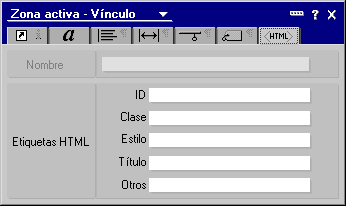 Zona activa - Vínculo
? X
i a ¶ ¶ ¶ ¶ <HTML>
Nombre
Etiquetas HTML
ID
Clase
Estilo
Título
Otros